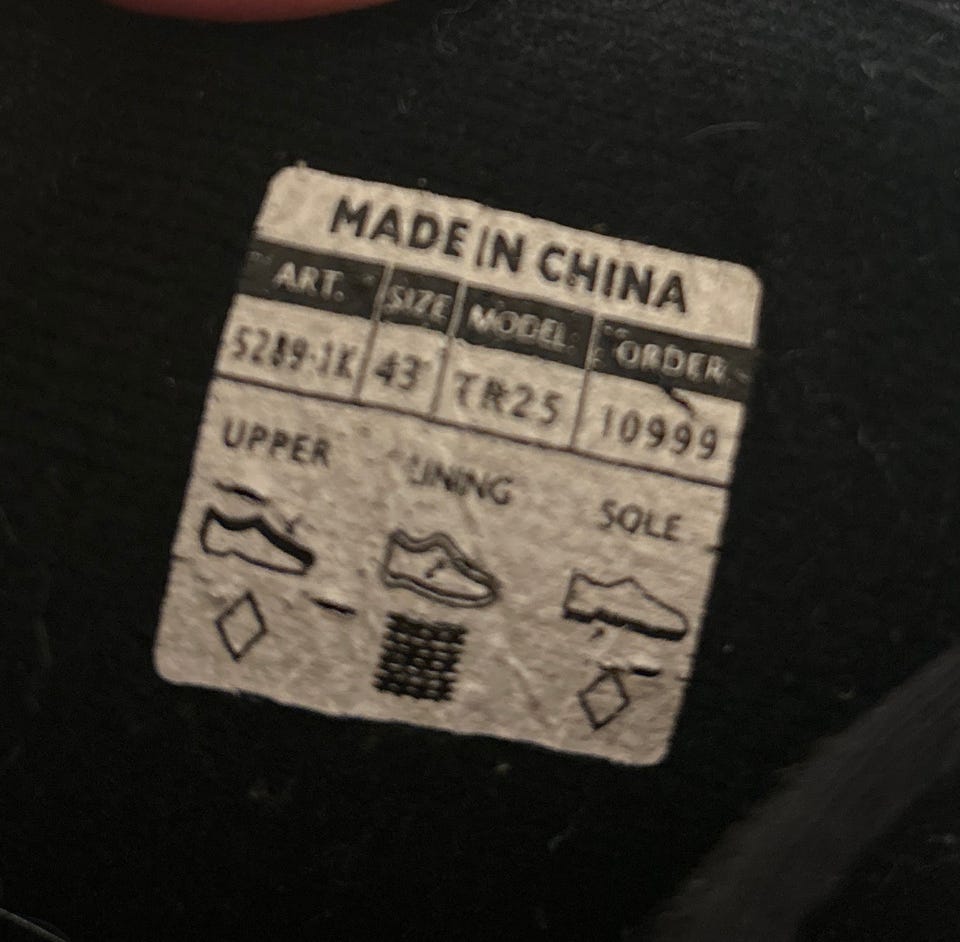 MADE IN CHINA
ART. SIZE MODEL ORDER
5289-1K 43 TR25 10999
UPPER LINING SOLE